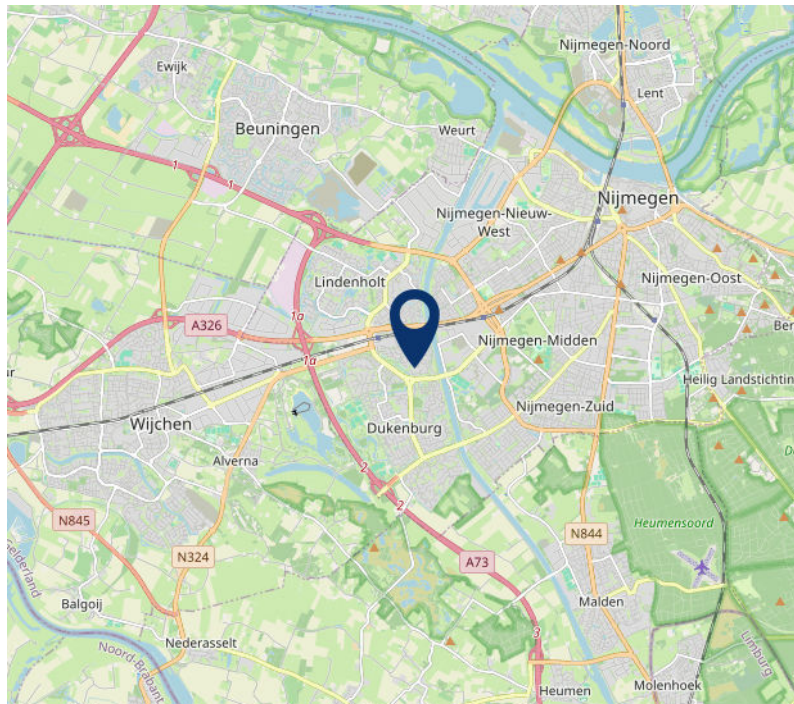 Nijmegen-Noord
Ewijk
Lent
Beuningen
Weurt
1
1
Nijmegen
Nijmegen-Nieuw-
West
Lindenholt
Nijmegen-Oost
1a
A326
Ber
Nijmegen-Midden
1a
ur
Heilig Landstichtin
Nijmegen-Zuid
Wijchen
Dukenburg
Alverna
2
2
N845
Heumensoord
N844
Gelderland
N324
A73
Balgoij
Malden
3
Nederasselt
Noord-Brabant
Limburg
Heumen
Molenhoek